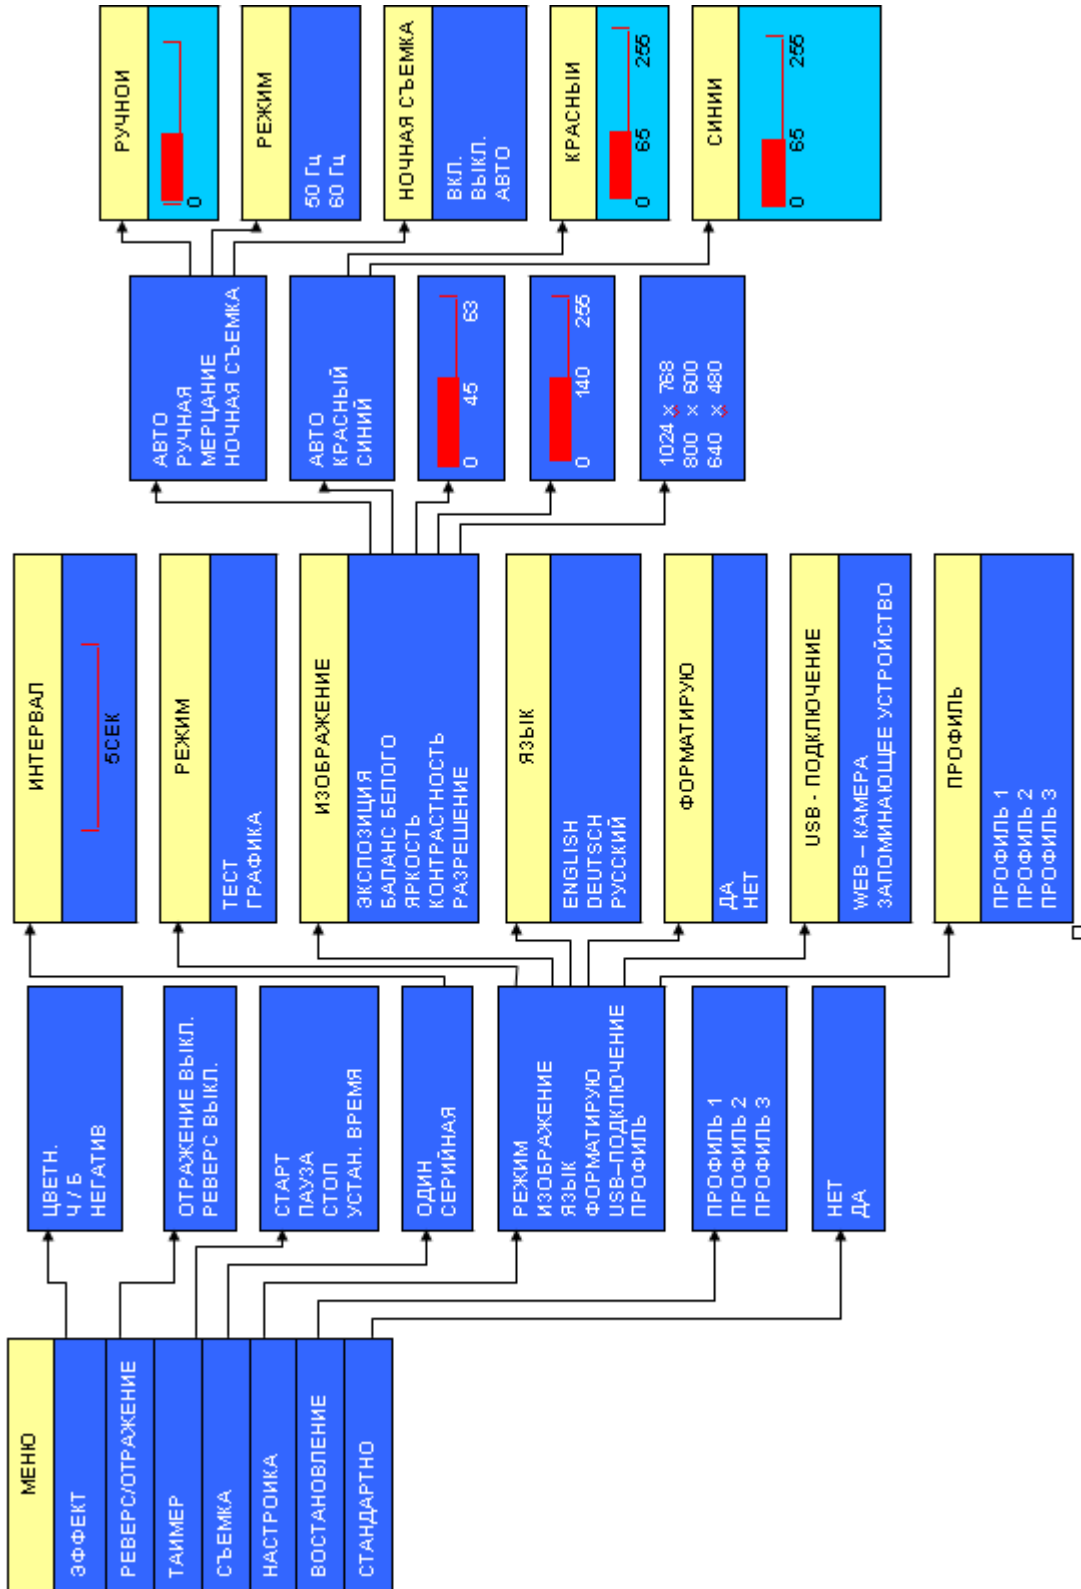 МЕНЮ
ЭФФЕКТ
РЕВЕРС/ОТРАЖЕНИЕ
ТАИМЕР
СЪЕМКА
НАСТРОИКА
ВОСТАНОВЛЕНИЕ
СТАНДАРТНО
ЦВЕТН.
Ч / Б
НЕГАТИВ
ОТРАЖЕНИЕ ВЫКЛ.
РЕВЕРС ВЫКЛ.
СТАРТ
ПАУЗА
СТОП
УСТАН. ВРЕМЯ
ОДИН
СЕРИЙНАЯ
РЕЖИМ
ИЗОБРАЖЕНИЕ
ЯЗЫК
ФОРМАТИРУЮ
USB–ПОДКЛЮЧЕНИЕ
ПРОФИЛЬ
ПРОФИЛЬ 1
ПРОФИЛЬ 2
ПРОФИЛЬ 3
НЕТ
ДА
ИНТЕРВАЛ
5СЕК
РЕЖИМ
ТЕСТ
ГРАФИКА
ИЗОБРАЖЕНИЕ
ЭКСПОЗИЦИЯ
БАЛАНС БЕЛОГО
ЯРКОСТЬ
КОНТРАСТНОСТЬ
РАЗРЕШЕНИЕ
ЯЗЫК
ENGLISH
DEUTSCH
РУССКИЙ
ФОРМАТИРУЮ
ДА
НЕТ
USB - ПОДКЛЮЧЕНИЕ
WEB – КАМЕРА
ЗАПОМИНАЮЩЕЕ УСТРОЙСТВО
ПРОФИЛЬ
ПРОФИЛЬ 1
ПРОФИЛЬ 2
ПРОФИЛЬ 3
АВТО
РУЧНАЯ
МЕРЦАНИЕ
НОЧНАЯ СЪЕМКА
АВТО
КРАСНЫЙ
СИНИЙ
0 45 63
0 140 255
1024 x 768
800 x 600
640 x 480
РУЧНОИ
0
РЕЖИМ
50 Гц
60 Гц
НОЧНАЯ СЪЕМКА
ВКЛ.
ВЫКЛ.
АВТО
КРАСНЫИ
0 65 255
СИНИИ
0 65 255